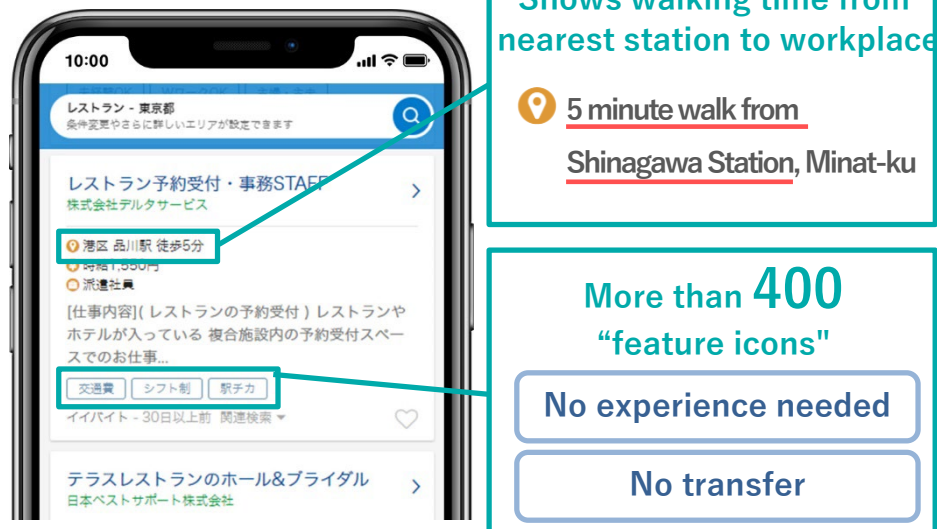 10:00
レストラン - 東京都
条件変更やさらに詳しいエリアが設定できます
レストラン予約受付・事務STAFF
株式会社デルタサービス
港区 品川駅 徒歩5分
時給1,550円
派遣社員
[仕事内容]( レストランの予約受付 ) レストランや
ホテルが入っている 複合施設内の予約受付スペー
スでのお仕事...
交通費 シフト制 駅チカ
イイバイト - 30日以上前 関連検索
テラスレストランのホール&ブライダル
日本ベストサポート株式会社
Shows walking time from
nearest station to workplace
5 minute walk from
Shinagawa Station, Minat-ku
More than 400
“feature icons"
No experience needed
No transfer